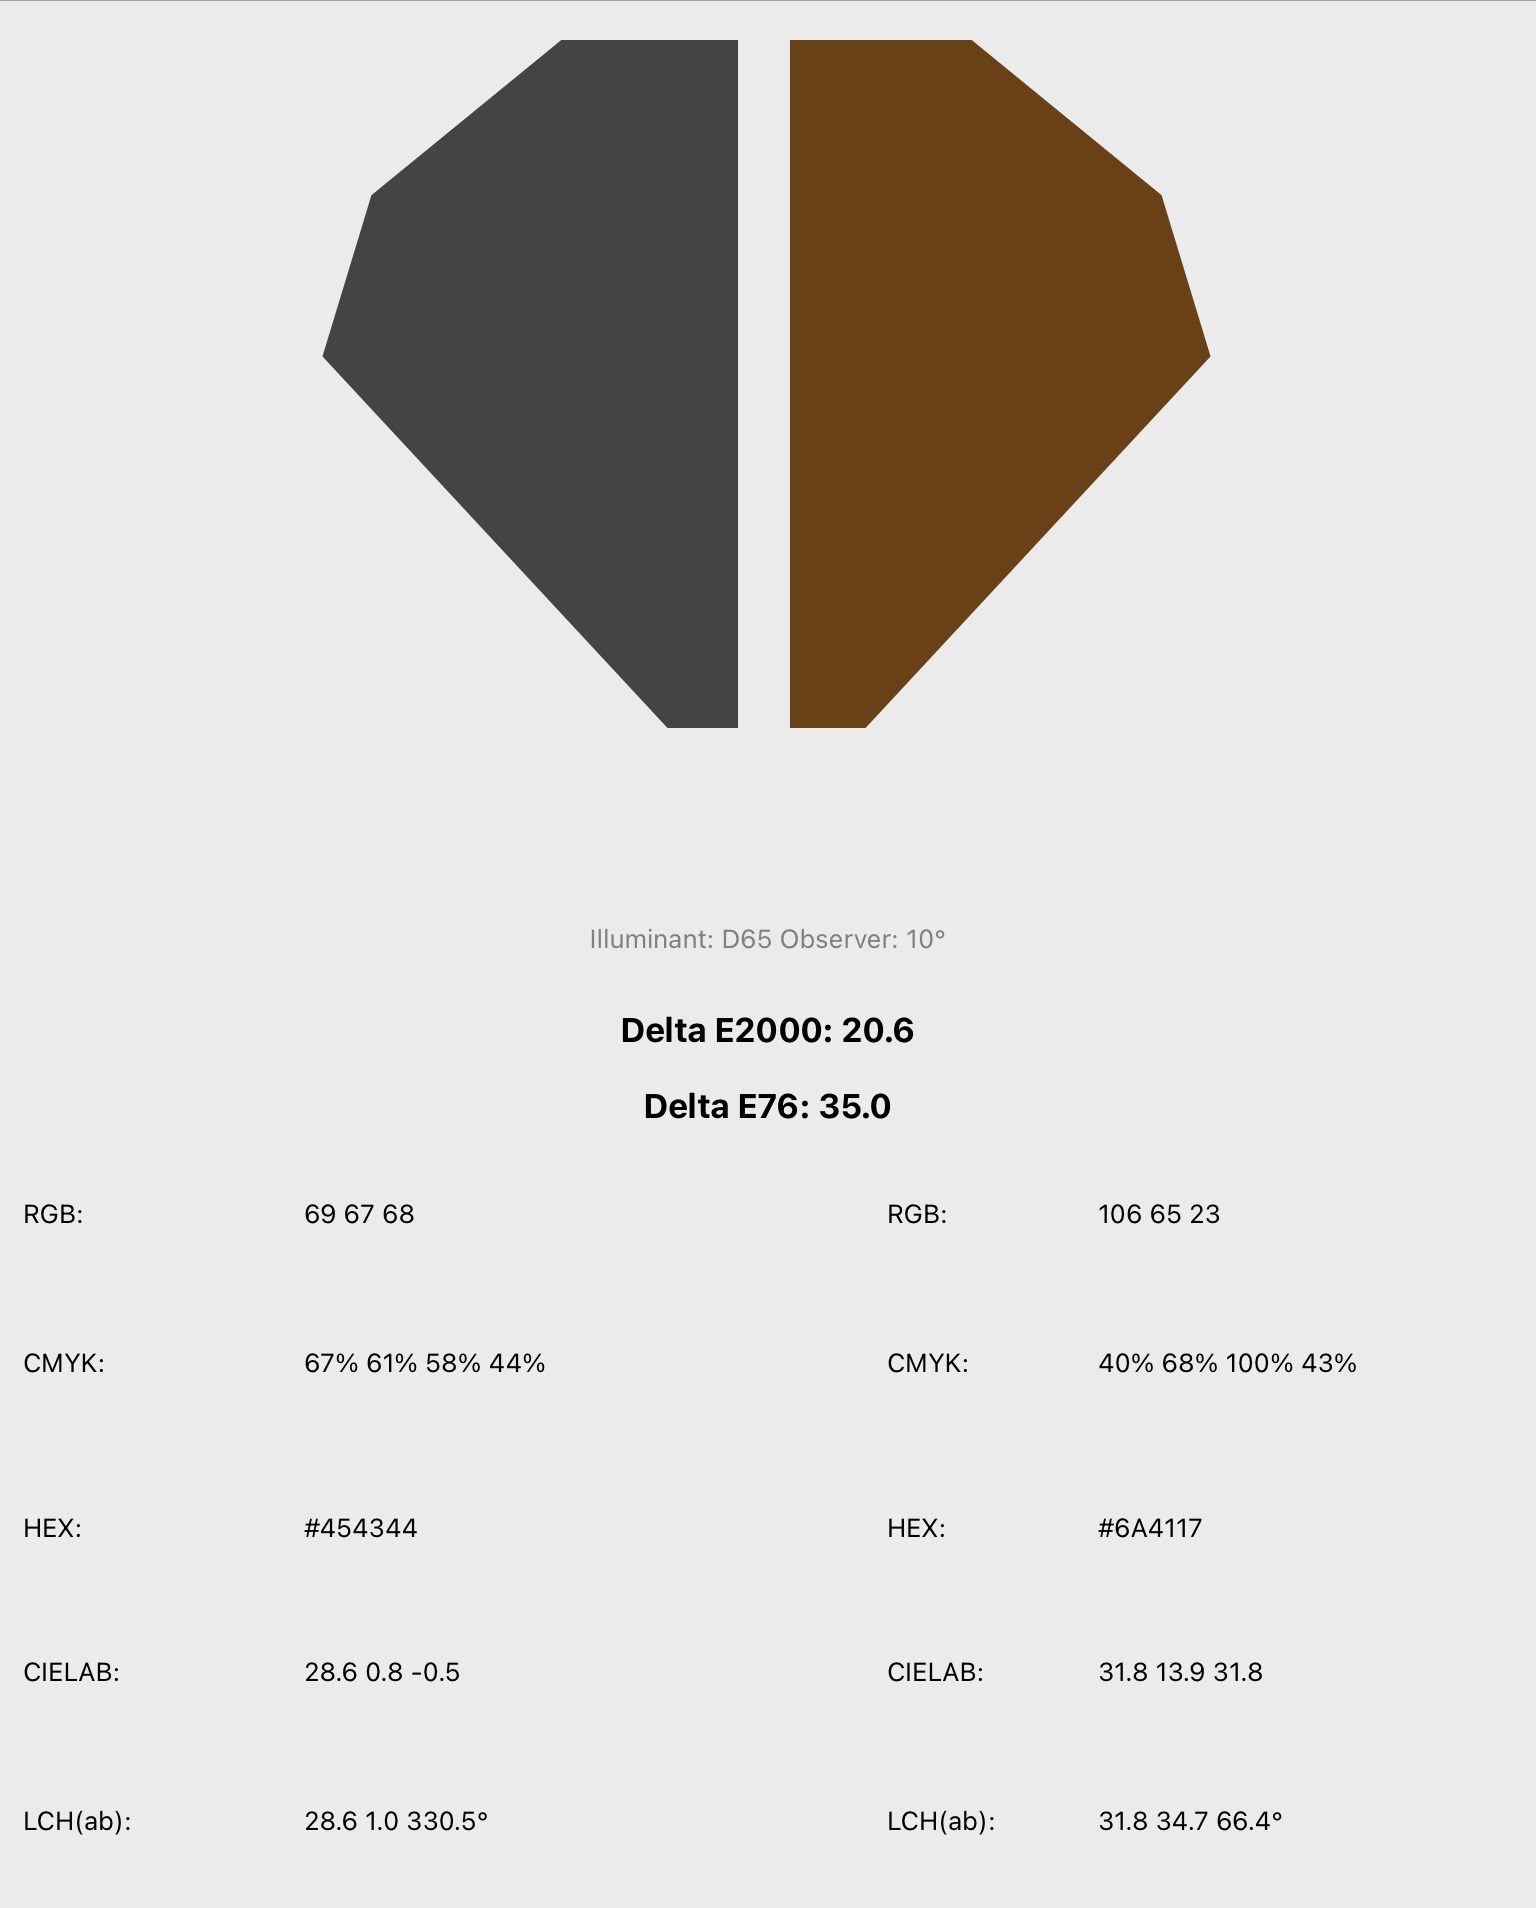 Illuminant: D65 Observer: 10°
Delta E2000: 20.6
Delta E76: 35.0
RGB: 69 67 68 RGB: 106 65 23
CMYK: 67% 61% 58% 44% CMYK: 40% 68% 100% 43%
HEX: #454344 HEX: #6A4117
CIELAB: 28.6 0.8 -0.5 CIELAB: 31.8 13.9 31.8
LCH(ab): 28.6 1.0 330.5° LCH(ab): 31.8 34.7 66.4°